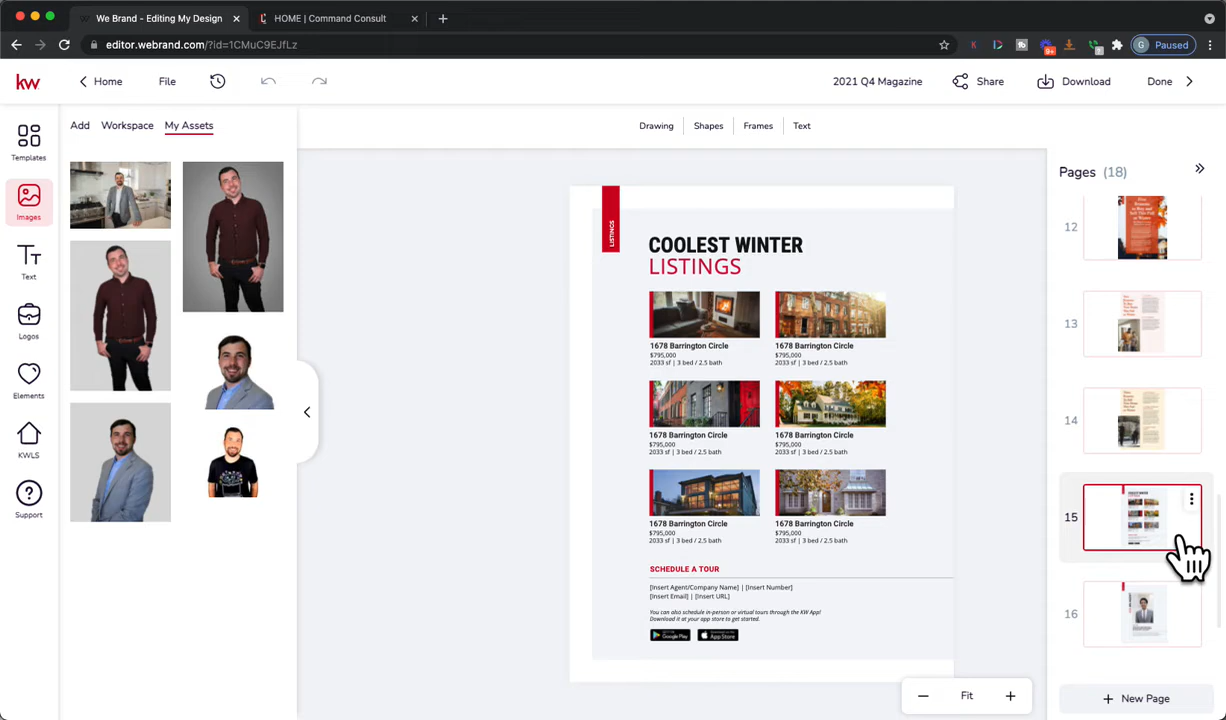 We Brand - Editing My Design
HOME | Command Consult
editor.webrand.com/?id=1CMuC9EJfLz
K
9+
?
G Paused
kw
Home
File
2021 Q4 Magazine
Share
Download
Done
Templates
Images
Text
Logos
Elements
KWLS
Support
Add
Workspace
My Assets
Drawing
Shapes
Frames
Text
LISTINGS
COOLEST WINTER
LISTINGS
1678 Barrington Circle
$795,000
2033 sf | 3 bed / 2.5 bath
1678 Barrington Circle
$795,000
2033 sf | 3 bed / 2.5 bath
1678 Barrington Circle
$795,000
2033 sf | 3 bed / 2.5 bath
1678 Barrington Circle
$795,000
2033 sf | 3 bed / 2.5 bath
1678 Barrington Circle
$795,000
2033 sf | 3 bed / 2.5 bath
1678 Barrington Circle
$795,000
2033 sf | 3 bed / 2.5 bath
SCHEDULE A TOUR
[Insert Agent/Company Name] | [Insert Number]
[Insert Email] | [Insert URL]
You can also schedule in-person or virtual tours through the KW App!
Download it at your app store to get started.
Google Play
App Store
Fit
Pages (18)
12
13
14
15
COOLEST WINTER
LISTINGS
16
New Page